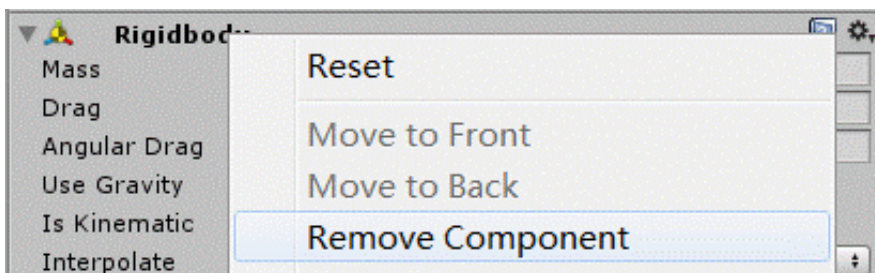 Rigidbody
Mass
Drag
Angular Drag
Use Gravity
Is Kinematic
Interpolate
Reset
Move to Front
Move to Back
Remove Component